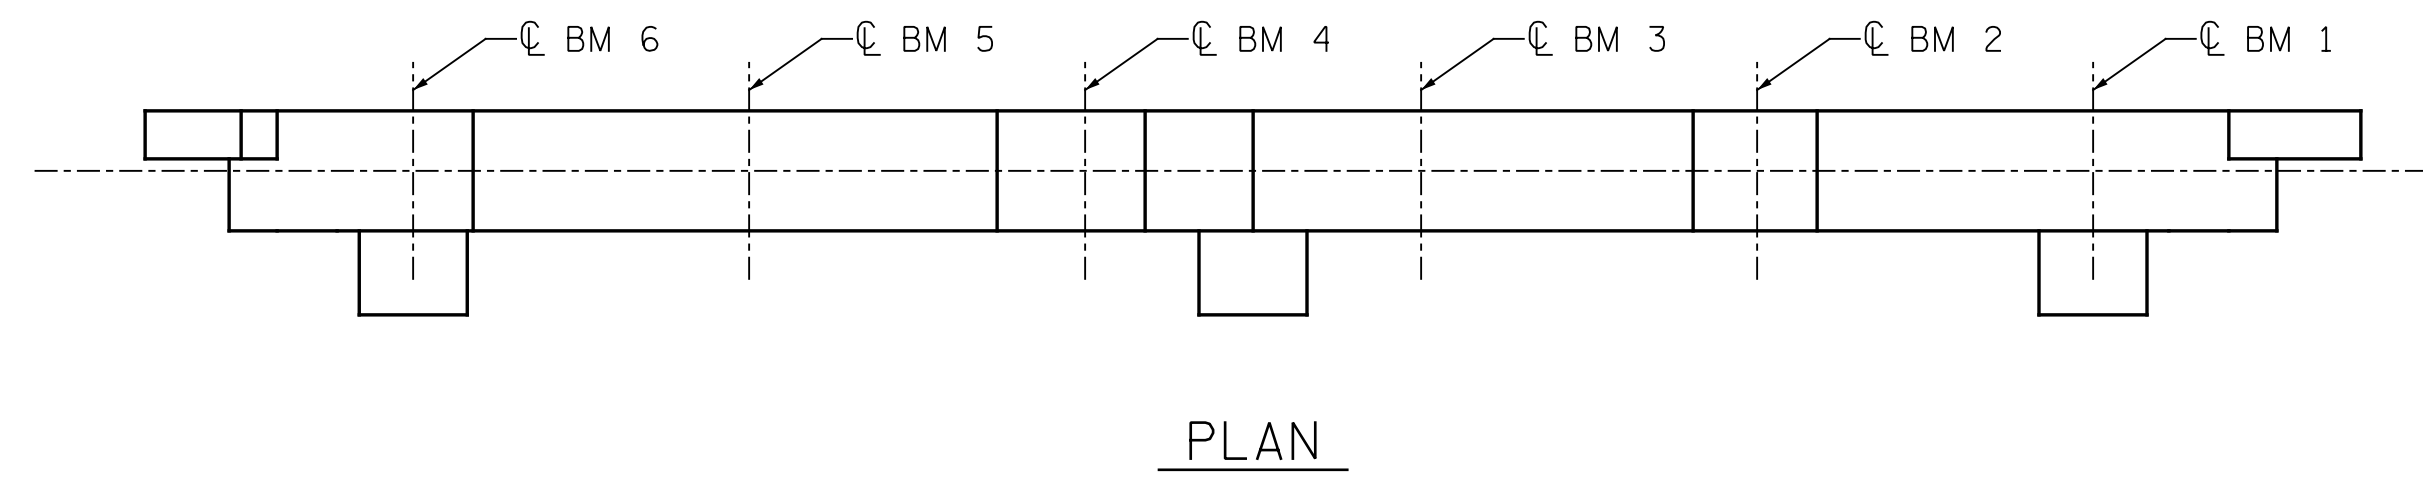 ℄ BM 6
℄ BM 5
℄ BM 4
℄ BM 3
℄ BM 2
℄ BM 1
PLAN